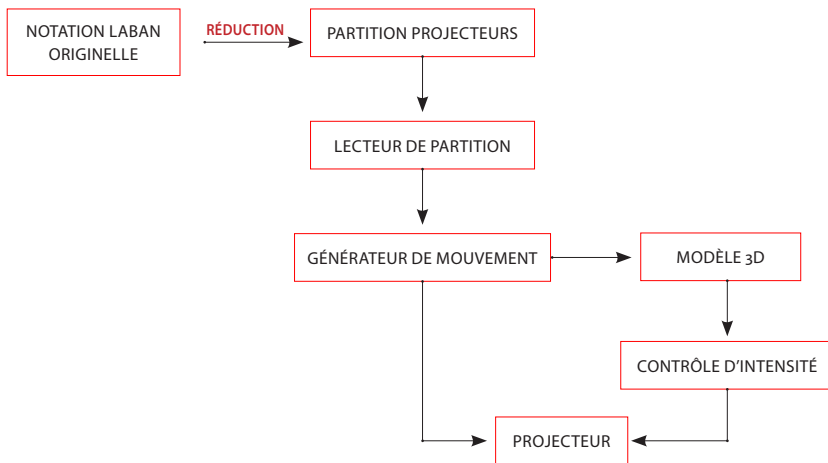 NOTATION LABAN
ORIGINELLE
RÉDUCTION
PARTITION PROJECTEURS
LECTEUR DE PARTITION
GÉNÉRATEUR DE MOUVEMENT
MODÈLE 3D
CONTRÔLE D'INTENSITÉ
PROJECTEUR